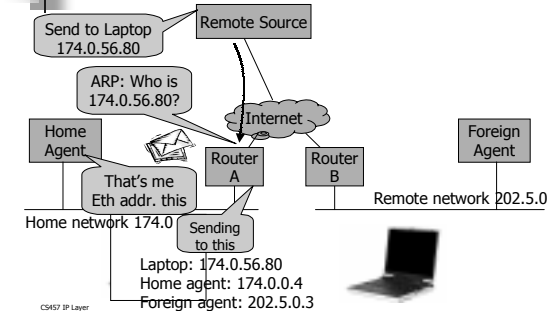 Send to Laptop
174.0.56.80
Remote Source
ARP: Who is
174.0.56.80?
Internet
Home
Agent
Router
A
Router
B
Foreign
Agent
That's me
Eth addr. this
Remote network 202.5.0
Home network 174.0
Sending
to this
Laptop: 174.0.56.80
Home agent: 174.0.0.4
Foreign agent: 202.5.0.3
CS457 IP Layer